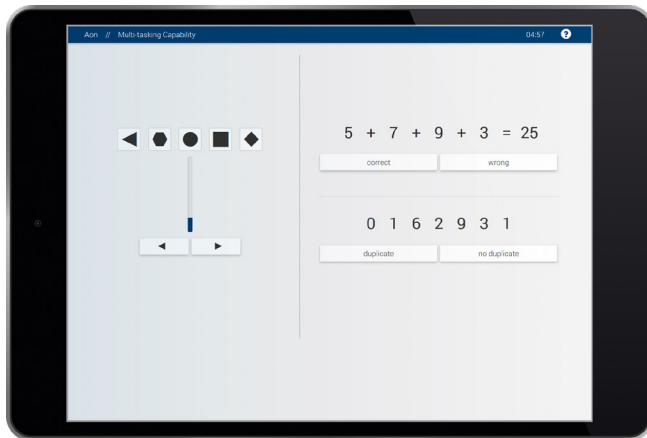 Aon // Multi-tasking Capability 04:57 ?
5 + 7 + 9 + 3 = 25
correct wrong
0 1 6 2 9 3 1
duplicate no duplicate